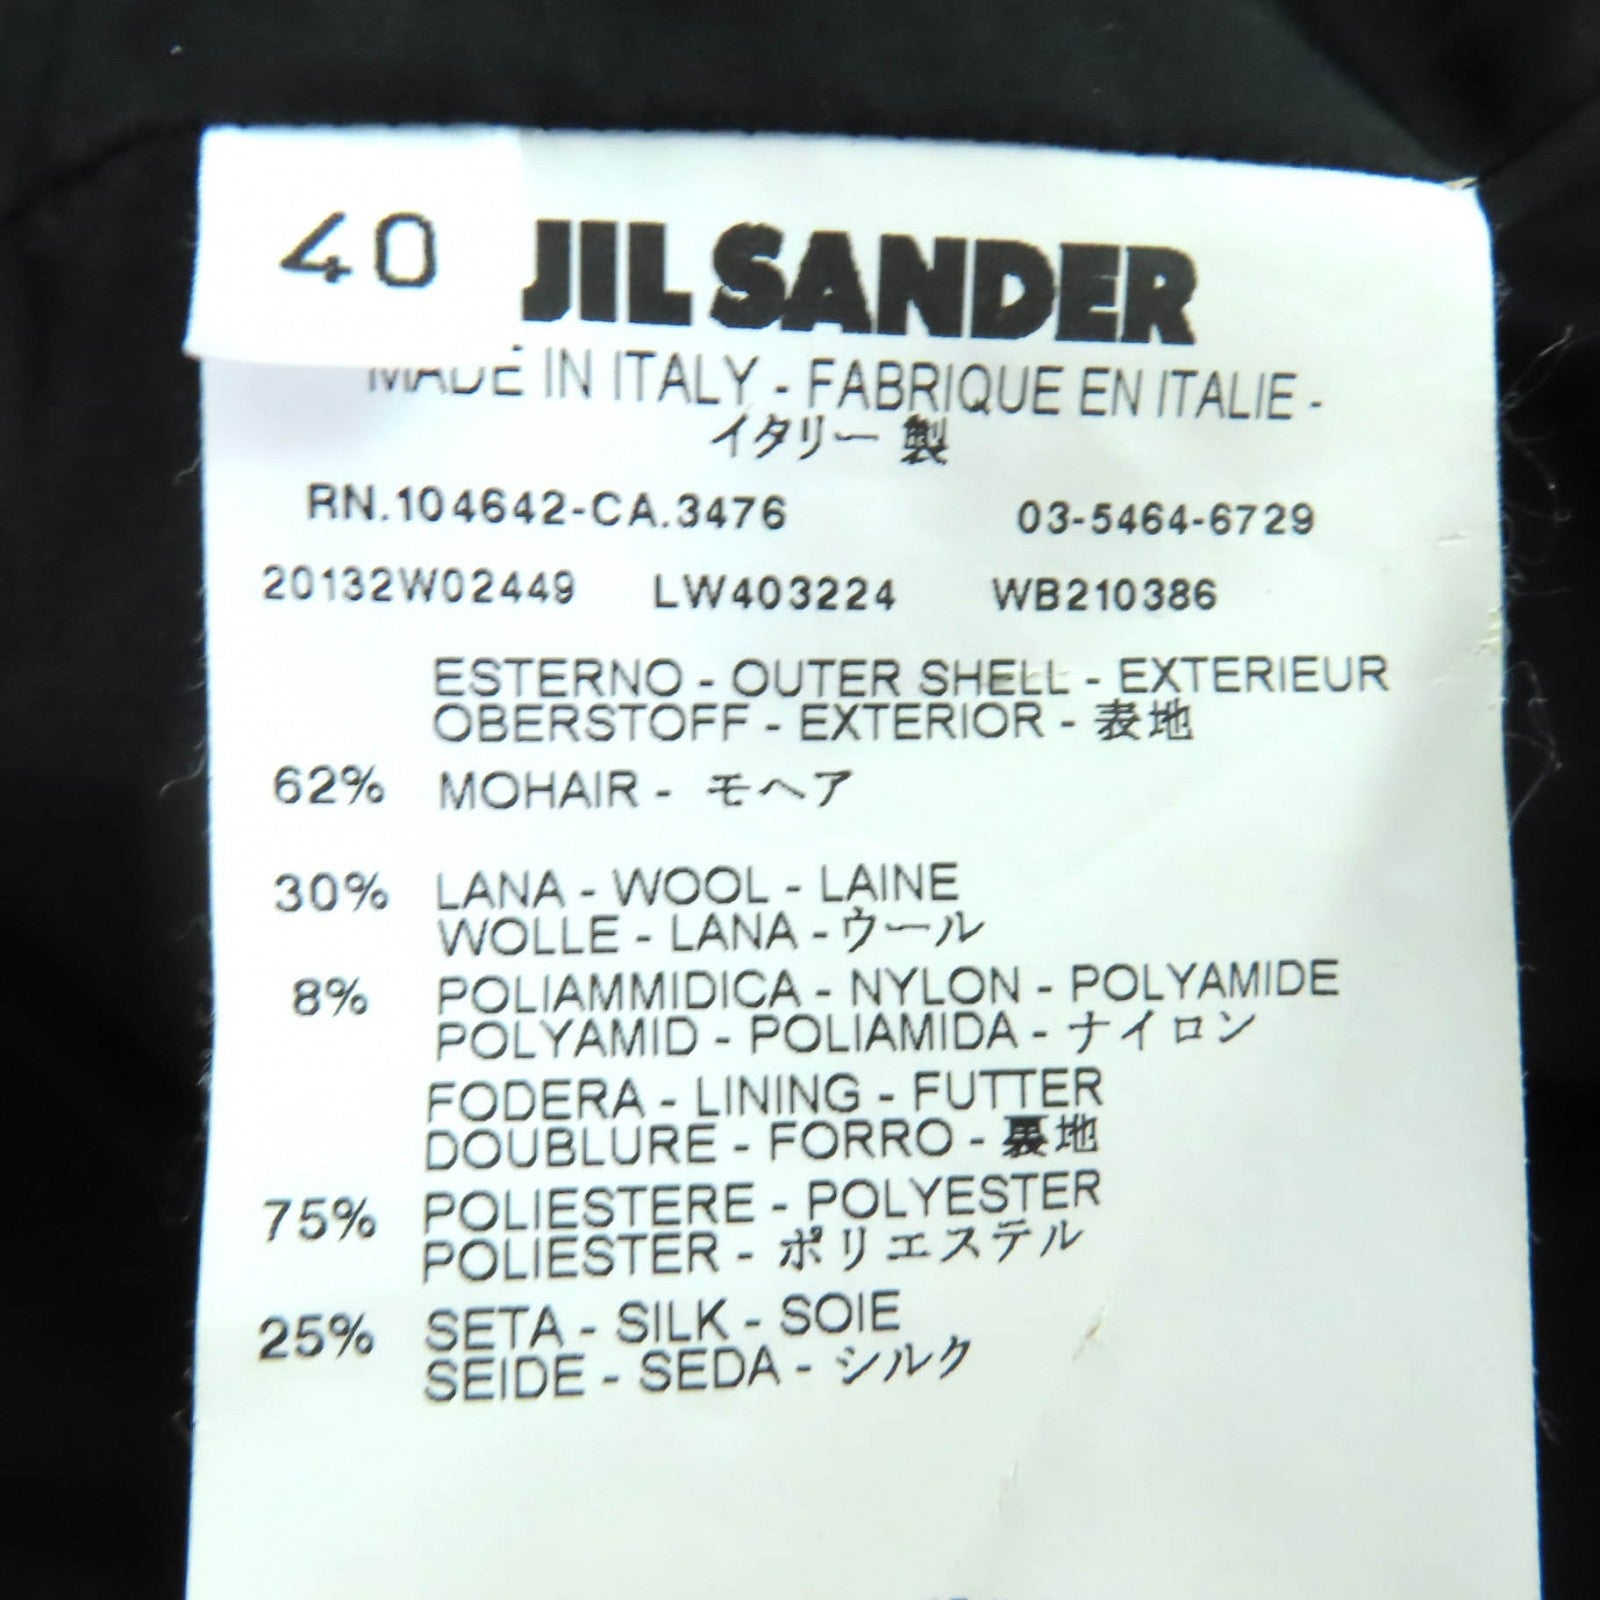 40
JIL SANDER
MADE IN ITALY - FABRIQUE EN ITALIE -
イタリー 製
RN.104642-CA.3476 03-5464-6729
20132W02449 LW403224 WB210386
ESTERNO - OUTER SHELL - EXTERIEUR
OBERSTOFF - EXTERIOR - 表地
62% MOHAIR - モヘア
30% LANA - WOOL - LAINE
WOLLE - LANA - ウール
8% POLIAMMIDICA - NYLON - POLYAMIDE
POLYAMID - POLIAMIDA - ナイロン
FODERA - LINING - FUTTER
DOUBLURE - FORRO - 裏地
75% POLIESTERE - POLYESTER
POLIESTER - ポリエステル
25% SETA - SILK - SOIE
SEIDE - SEDA - シルク